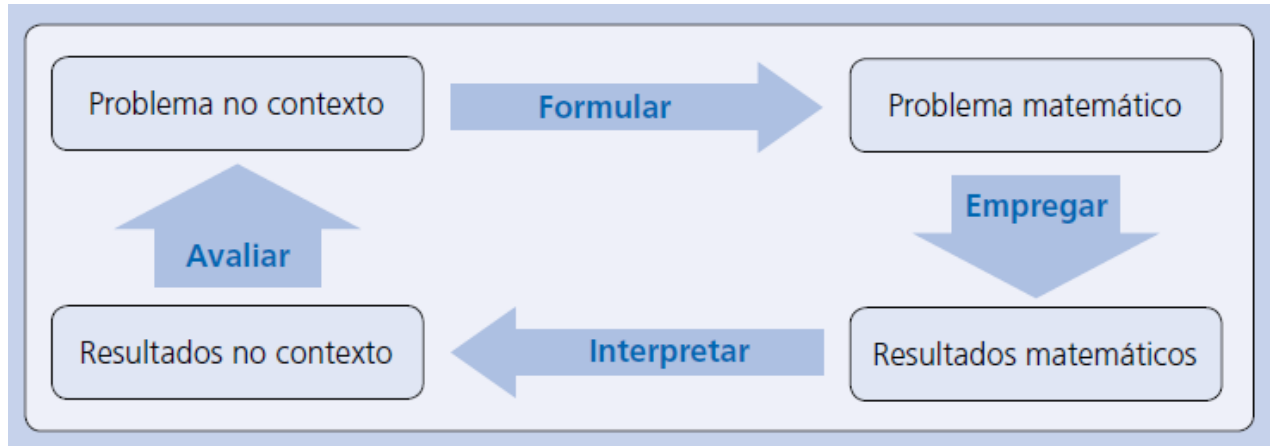 Problema no contexto
Formular
Problema matemático
Empregar
Avaliar
Resultados no contexto
Interpretar
Resultados matemáticos